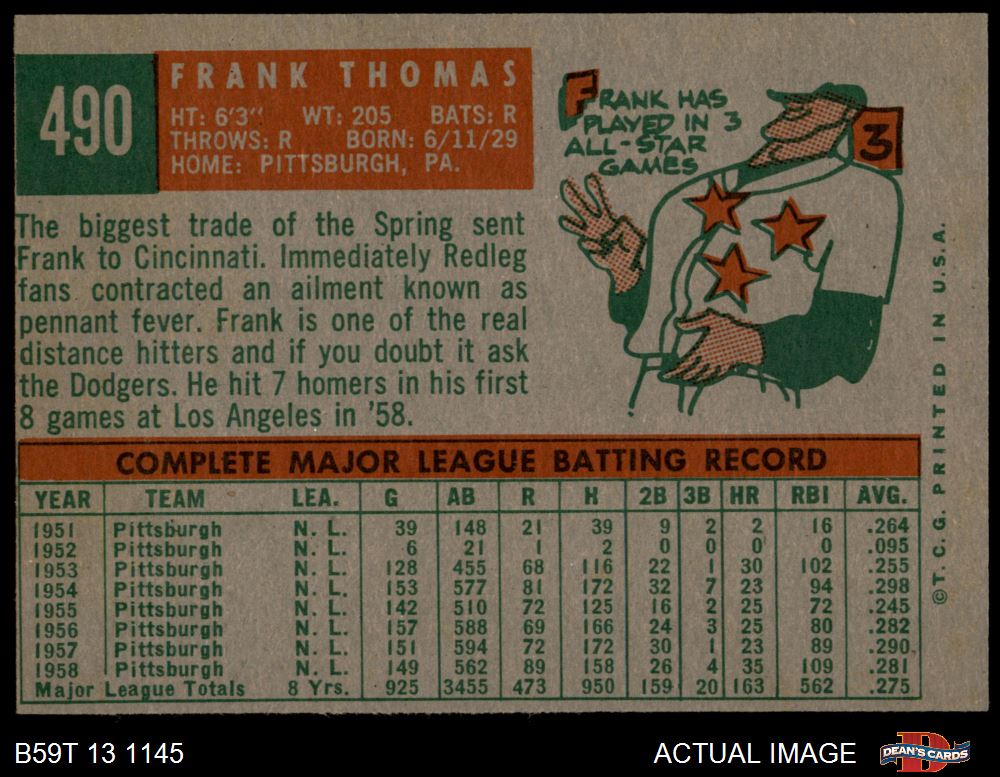 490
FRANK THOMAS
HT: 6'3" WT: 205 BATS: R
THROWS: R BORN: 6/11/29
HOME: PITTSBURGH, PA.
The biggest trade of the Spring sent
Frank to Cincinnati. Immediately Redleg
fans contracted an ailment known as
pennant fever. Frank is one of the real
distance hitters and if you doubt it ask
the Dodgers. He hit 7 homers in his first
8 games at Los Angeles in '58.
FRANK HAS
PLAYED IN 3
ALL-STAR
GAMES
3
COMPLETE MAJOR LEAGUE BATTING RECORD
YEAR TEAM LEA. G AB R H 2B 3B HR RBI AVG.
1951 Pittsburgh N. L. 39 148 21 39 9 2 2 16 .264
1952 Pittsburgh N. L. 6 21 1 2 0 0 0 0 .095
1953 Pittsburgh N. L. 128 455 68 116 22 1 30 102 .255
1954 Pittsburgh N. L. 153 577 81 172 32 7 23 94 .298
1955 Pittsburgh N. L. 142 510 72 125 16 2 25 72 .245
1956 Pittsburgh N. L. 157 588 69 166 24 3 25 80 .282
1957 Pittsburgh N. L. 151 594 72 172 30 1 23 89 .290
1958 Pittsburgh N. L. 149 562 89 158 26 4 35 109 .281
Major League Totals 8 Yrs. 925 3455 473 950 159 20 163 562 .275
©T. C. G. PRINTED IN U.S.A.
B59T 13 1145
ACTUAL IMAGE
D
DEAN'S CARDS